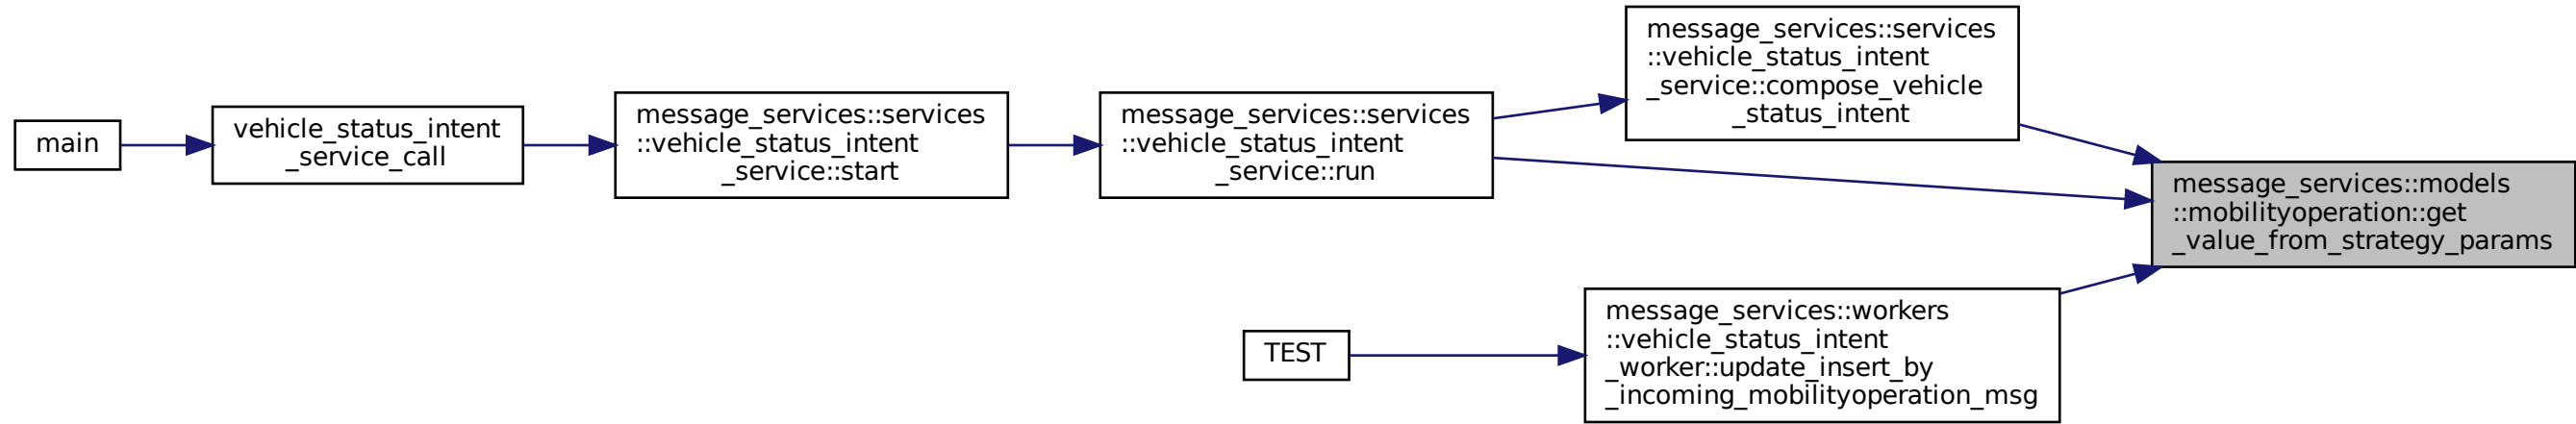 main
vehicle_status_intent
_service_call
message_services::services
::vehicle_status_intent
_service::start
message_services::services
::vehicle_status_intent
_service::run
message_services::services
::vehicle_status_intent
_service::compose_vehicle
_status_intent
message_services::models
::mobilityoperation::get
_value_from_strategy_params
TEST
message_services::workers
::vehicle_status_intent
_worker::update_insert_by
_incoming_mobilityoperation_msg